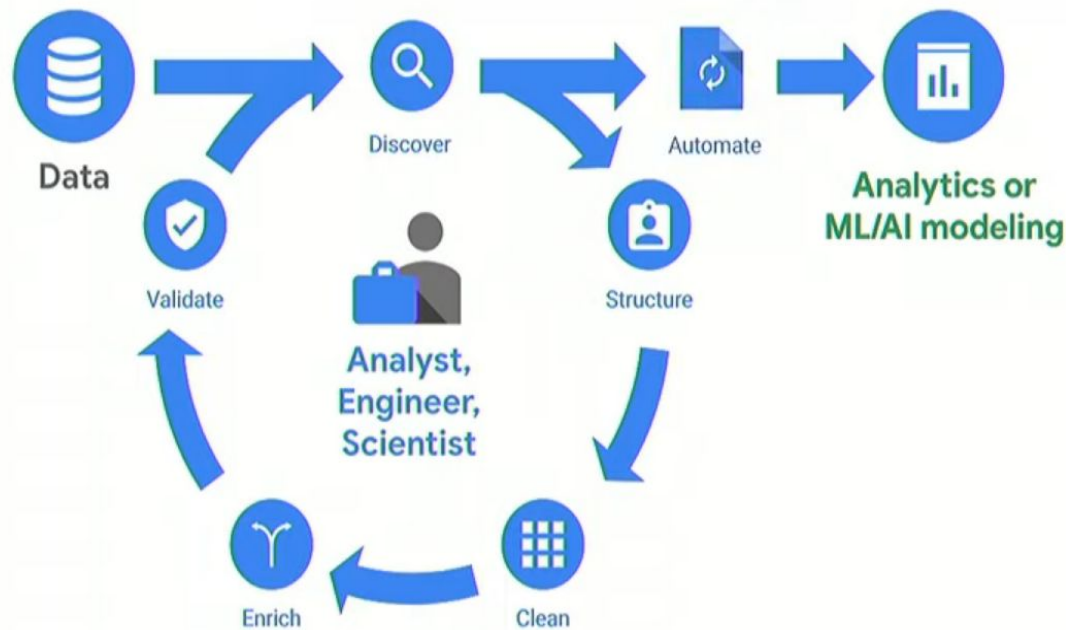 Discover
Automate
Data
Analytics or
ML/AI modeling
Validate
Structure
Analyst,
Engineer,
Scientist
Enrich
Clean